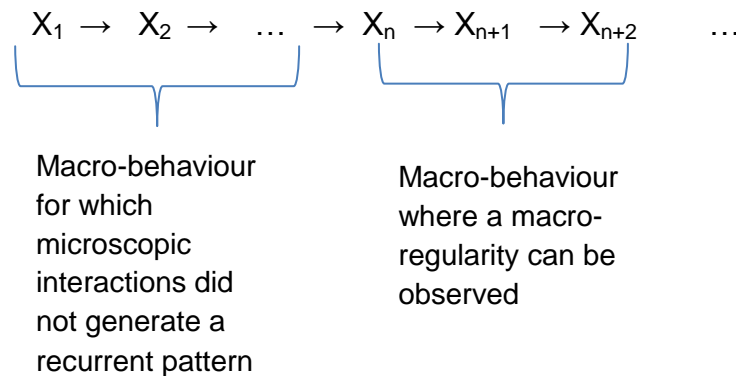 X₁ → X₂ → … → Xₙ → Xₙ₊₁ → Xₙ₊₂ …
Macro-behaviour
for which
microscopic
interactions did
not generate a
recurrent pattern
Macro-behaviour
where a macro-
regularity can be
observed